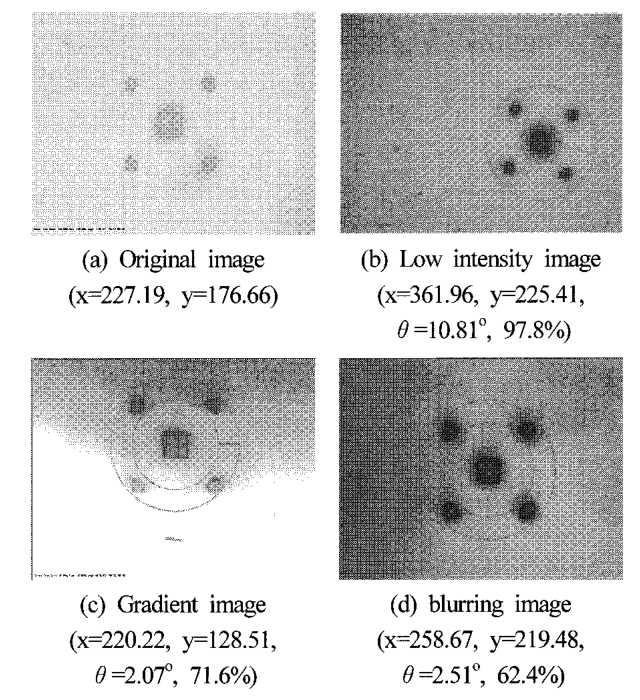 (a) Original image
(x=227.19, y=176.66)
(b) Low intensity image
(x=361.96, y=225.41,
θ=10.81°, 97.8%)
(c) Gradient image
(x=220.22, y=128.51,
θ=2.07°, 71.6%)
(d) blurring image
(x=258.67, y=219.48,
θ=2.51°, 62.4%)